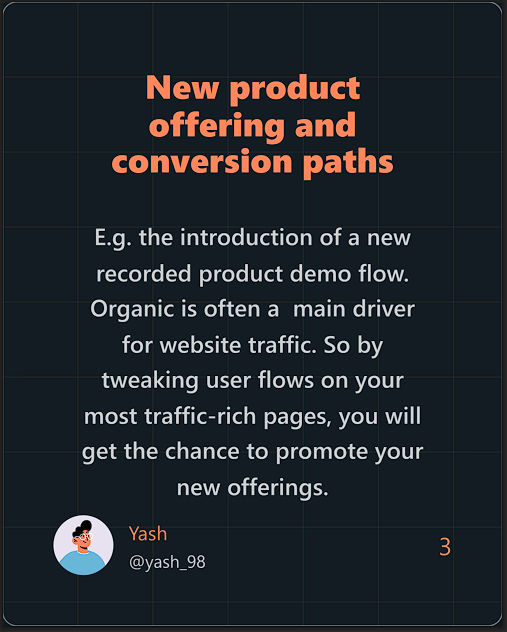 New product
offering and
conversion paths
E.g. the introduction of a new
recorded product demo flow.
Organic is often a  main driver
for website traffic. So by
tweaking user flows on your
most traffic-rich pages, you will
get the chance to promote your
new offerings.
Yash
@yash_98
3